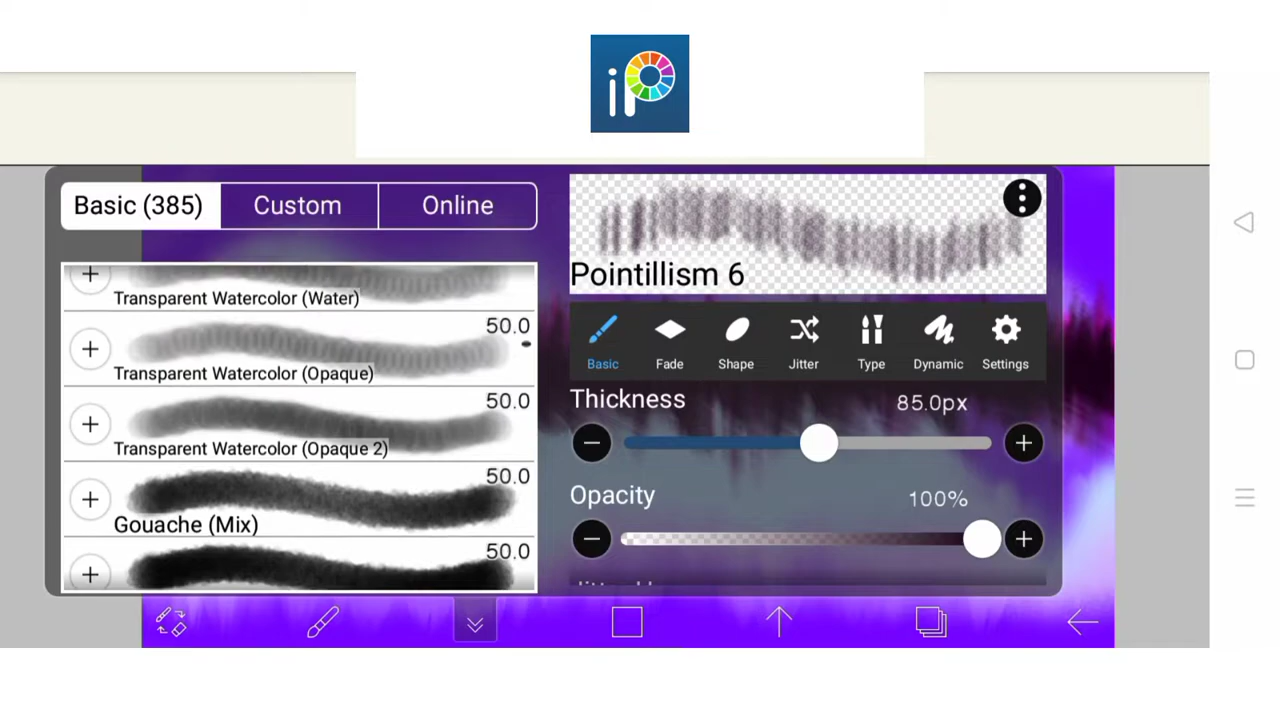 iP
Basic (385)
Custom
Online
Transparent Watercolor (Water)
50.0
Transparent Watercolor (Opaque)
50.0
Transparent Watercolor (Opaque 2)
50.0
Gouache (Mix)
50.0
Pointillism 6
Basic
Fade
Shape
Jitter
Type
Dynamic
Settings
Thickness
85.0px
Opacity
100%